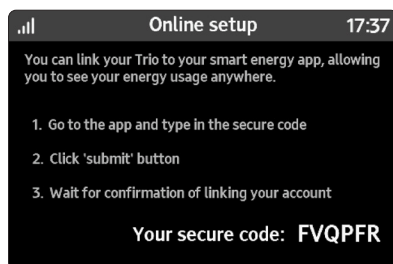 Online setup 17:37
You can link your Trio to your smart energy app, allowing
you to see your energy usage anywhere.
1. Go to the app and type in the secure code
2. Click 'submit' button
3. Wait for confirmation of linking your account
Your secure code: FVQPFR